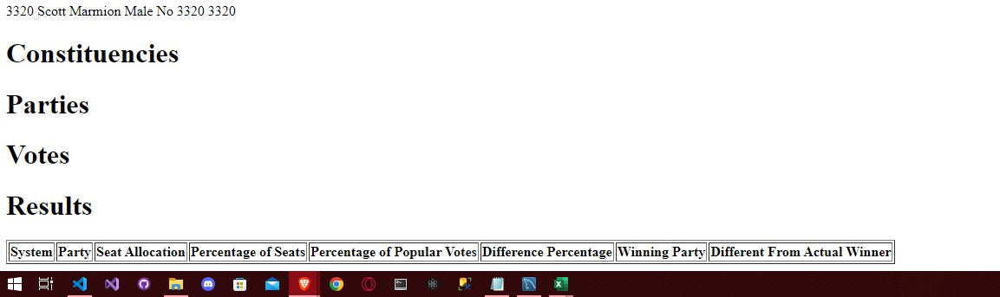 3320 Scott Marmion Male No 3320 3320
Constituencies
Parties
Votes
Results
System Party Seat Allocation Percentage of Seats Percentage of Popular Votes Difference Percentage Winning Party Different From Actual Winner